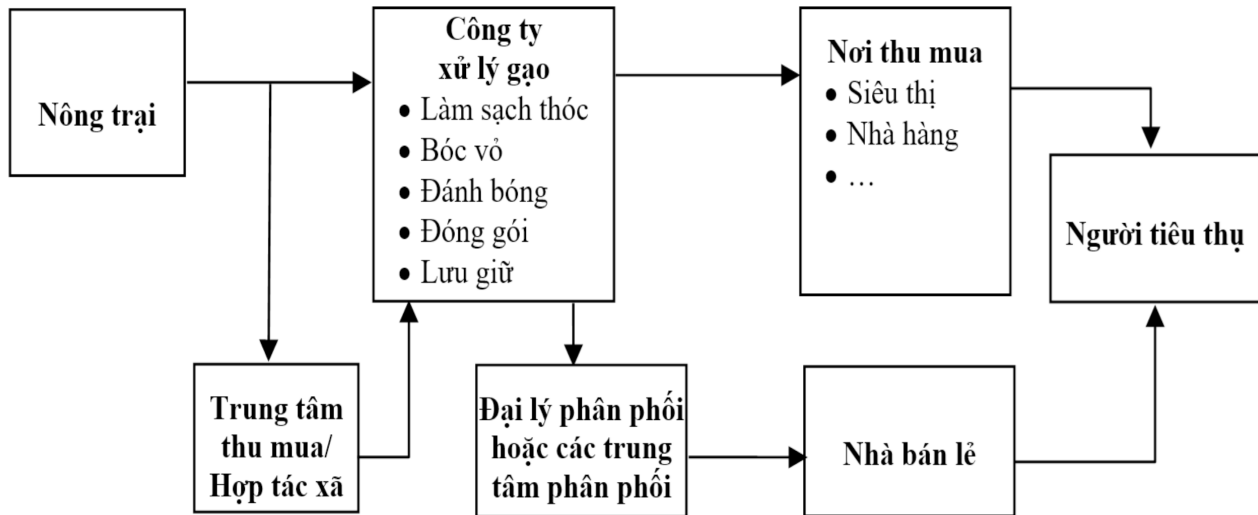 Nông trại
Công ty
xử lý gạo
• Làm sạch thóc
• Bóc vỏ
• Đánh bóng
• Đóng gói
• Lưu giữ
Nơi thu mua
• Siêu thị
• Nhà hàng
• …
Người tiêu thụ
Trung tâm
thu mua/
Hợp tác xã
Đại lý phân phối
hoặc các trung
tâm phân phối
Nhà bán lẻ